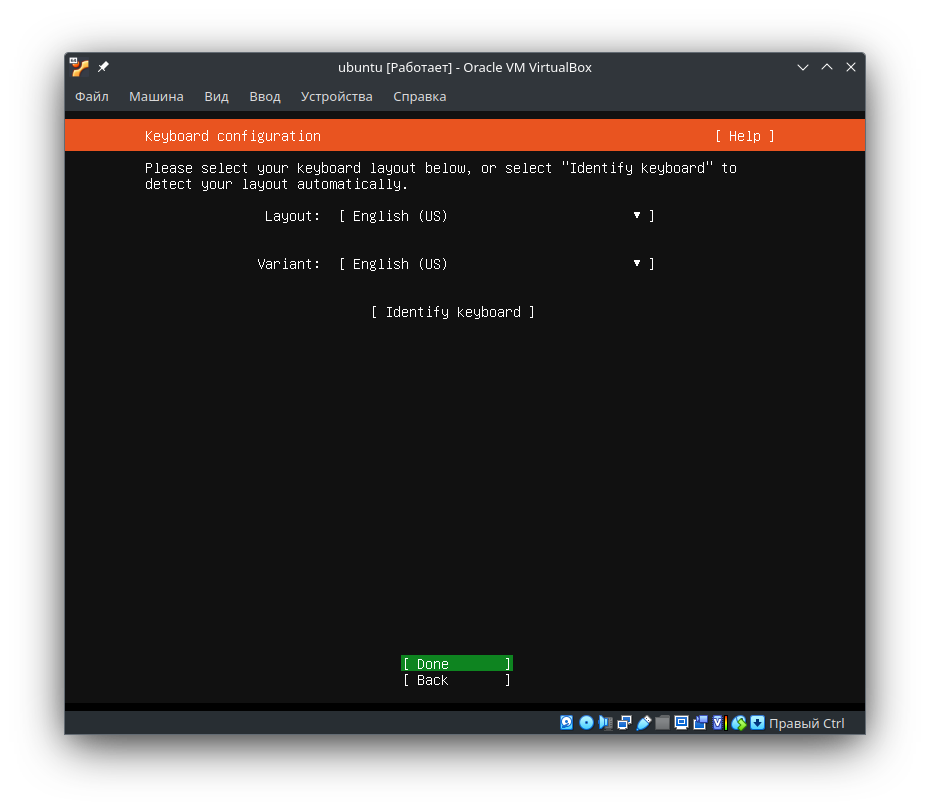 ubuntu [Работает] - Oracle VM VirtualBox
Файл Машина Вид Ввод Устройства Справка
Keyboard configuration [ Help ]
Please select your keyboard layout below, or select "Identify keyboard" to
detect your layout automatically.
Layout: [ English (US) ▾ ]
Variant: [ English (US) ▾ ]
[ Identify keyboard ]
[ Done ]
[ Back ]
Правый Ctrl